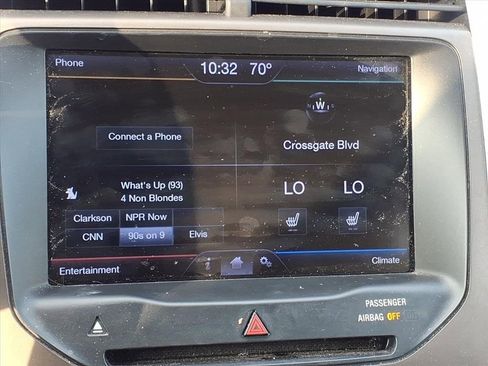 Phone
10:32 70°
Navigation
W
Connect a Phone
Crossgate Blvd
What's Up (93)
4 Non Blondes
LO LO
Clarkson NPR Now
CNN 90s on 9 Elvis
Entertainment
?
Climate
PASSENGER
AIRBAG OFF